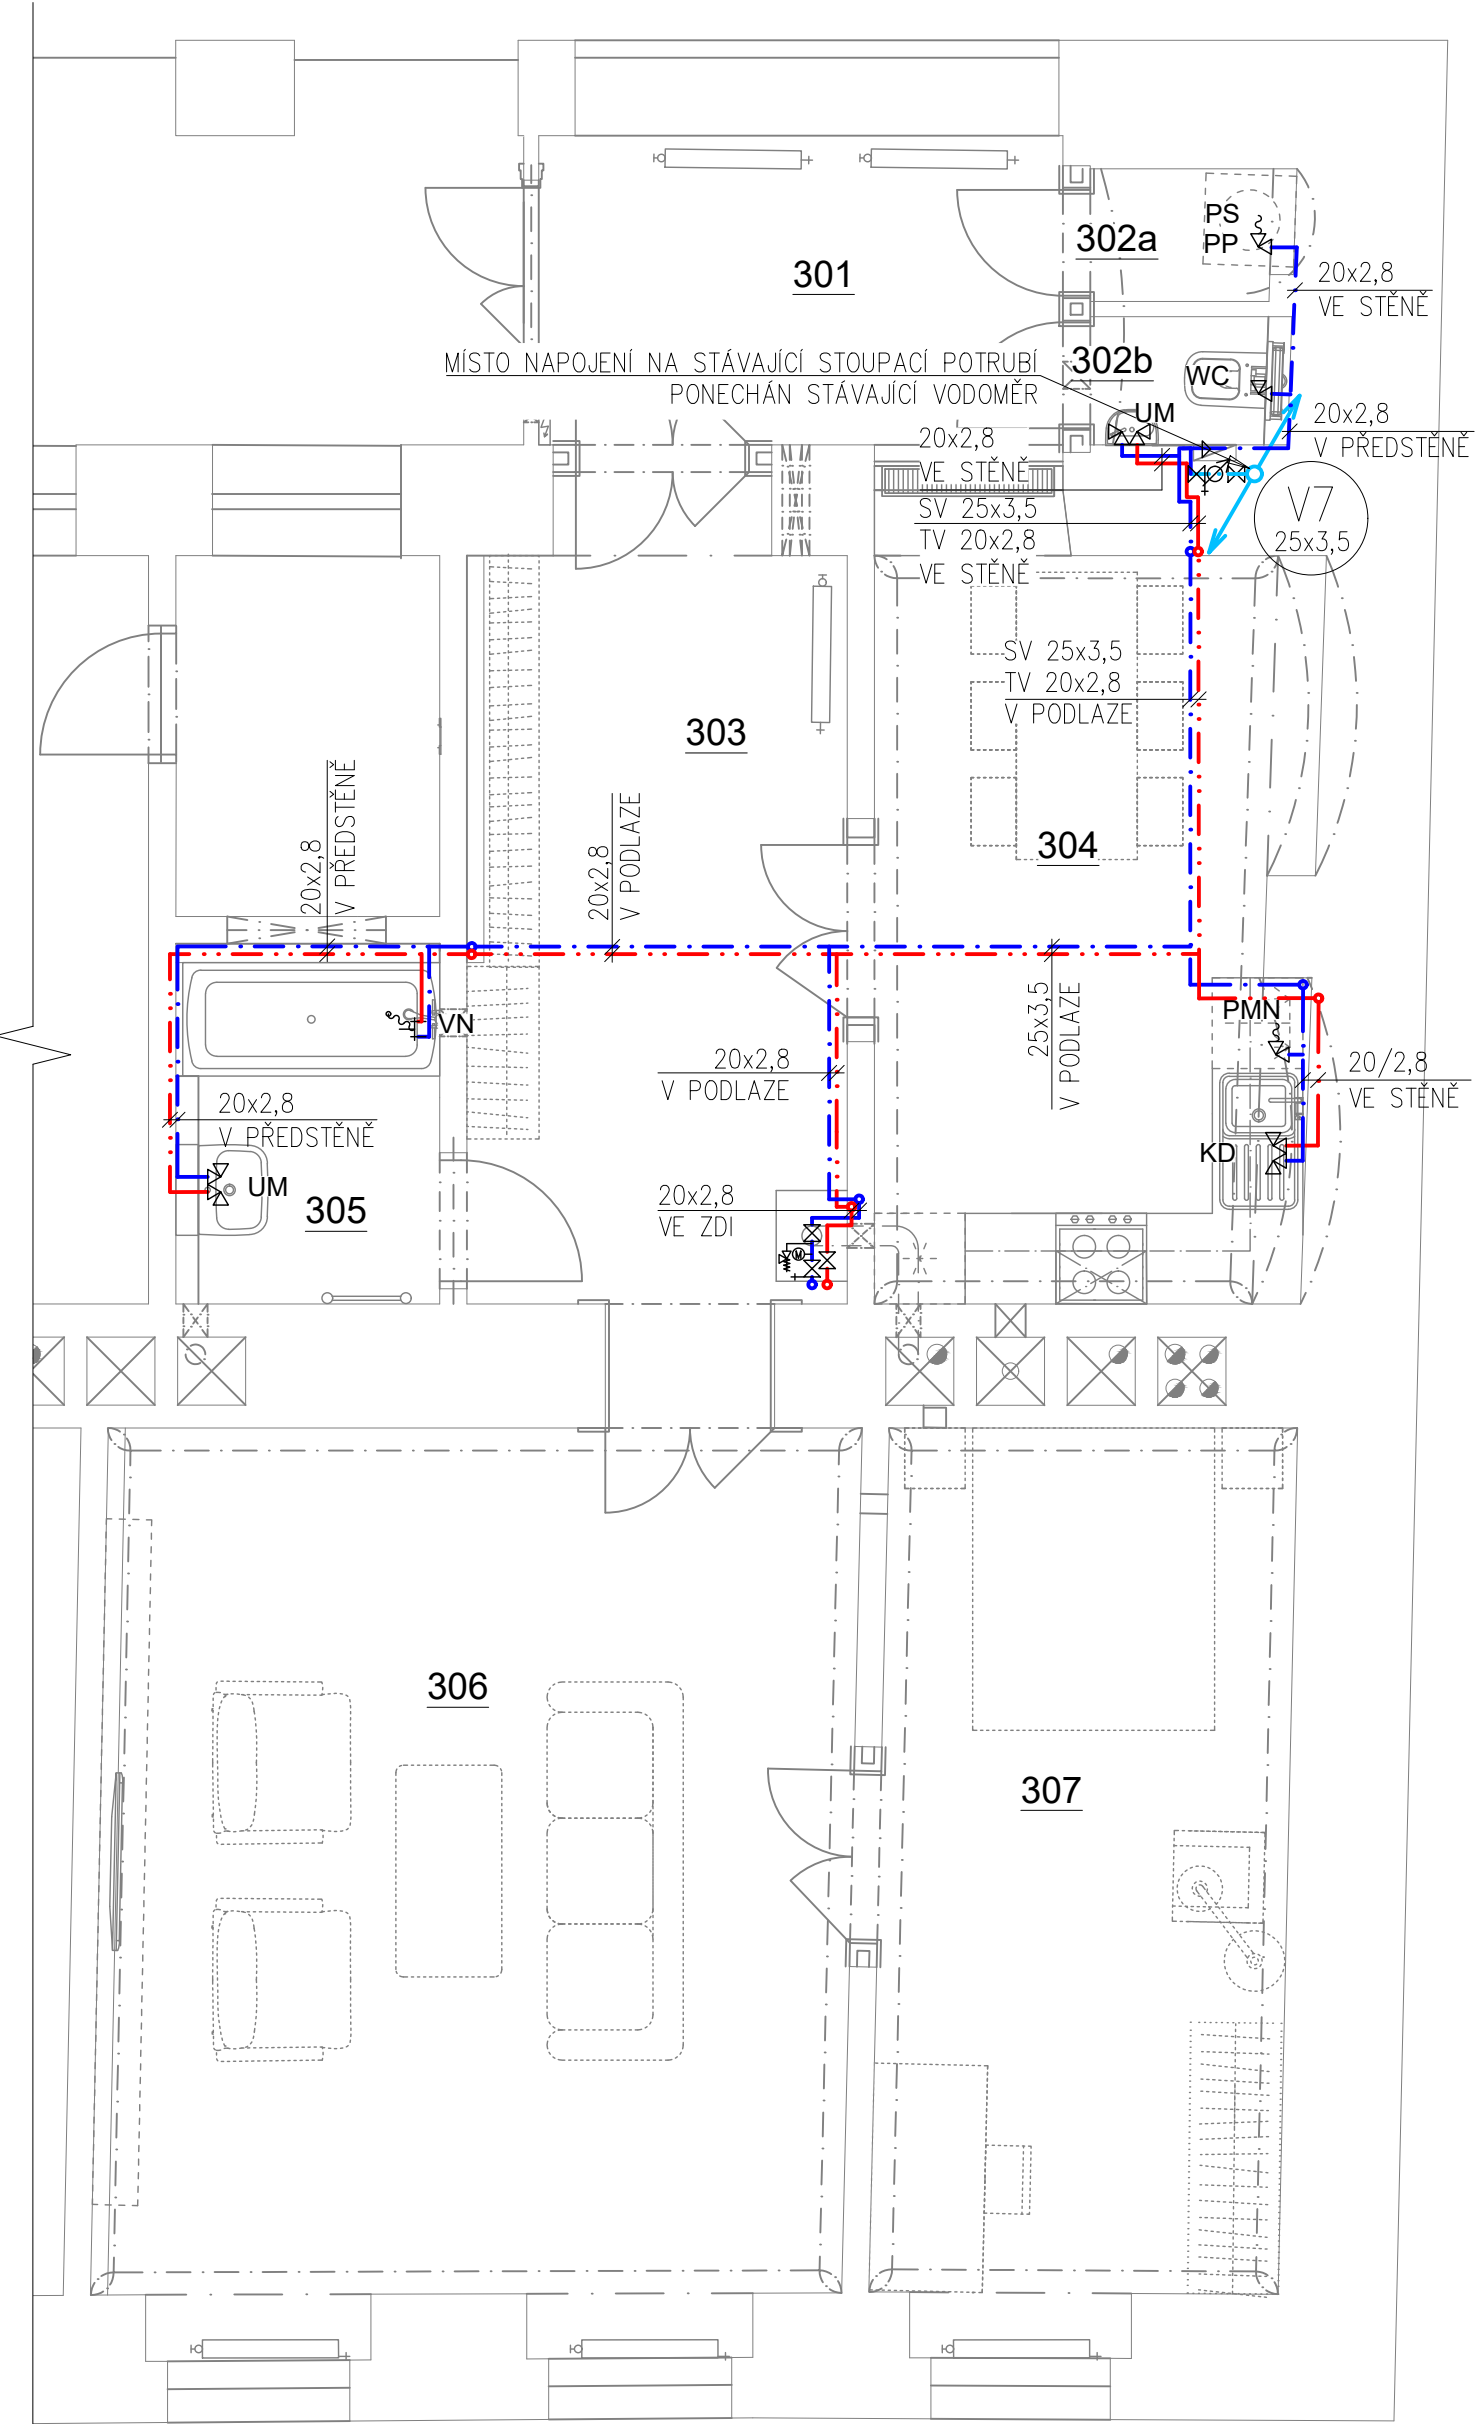 PS
PP
302a
301
20x2,8
VE STĚNĚ
MÍSTO NAPOJENÍ NA STÁVAJÍCÍ STOUPACÍ POTRUBÍ
PONECHÁN STÁVAJÍCÍ VODOMĚR
302b
WC
UM
20x2,8
V PŘEDSTĚNĚ
20x2,8
VE STĚNĚ
SV 25x3,5
TV 20x2,8
VE STĚNĚ
V7
25x3,5
SV 25x3,5
TV 20x2,8
V PODLAZE
303
20x2,8
V PŘEDSTĚNĚ
20x2,8
V PODLAZE
304
VN
PMN
25x3,5
V PODLAZE
20x2,8
V PODLAZE
20/2,8
VE STĚNĚ
20x2,8
V PŘEDSTĚNĚ
KD
UM
305
20x2,8
VE ZDI
M
306
307